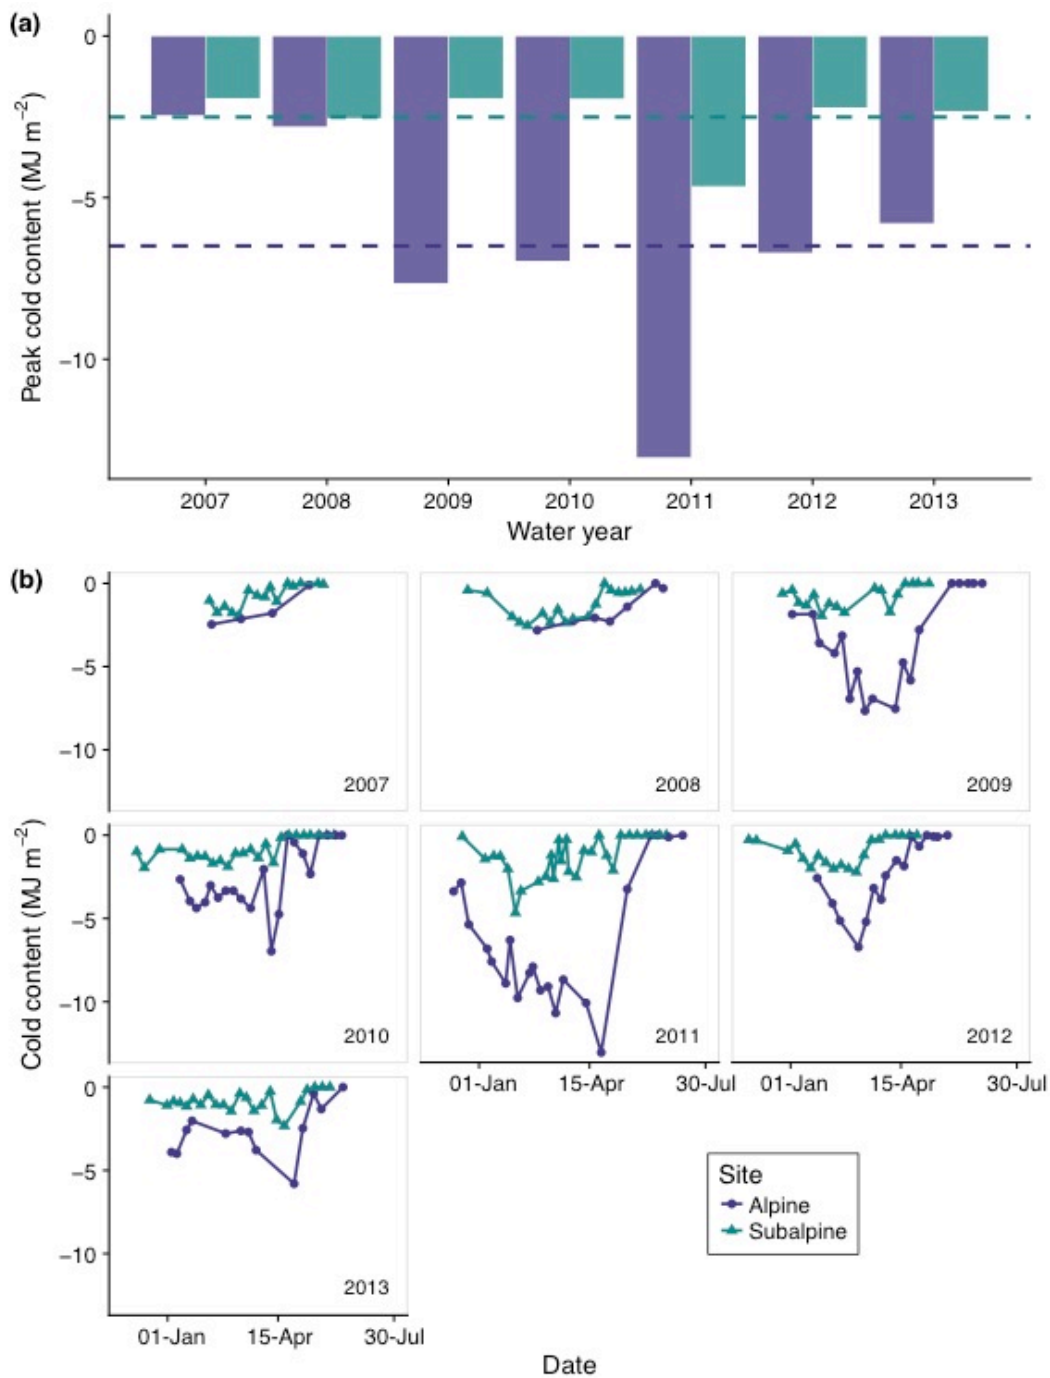 (a)
Peak cold content (MJ m−2)
0
−5
−10
2007 2008 2009 2010 2011 2012 2013
Water year
(b)
Cold content (MJ m−2)
0
−5
−10
2007
2008
2009
0
−5
−10
2010
2011
2012
01-Jan 15-Apr 30-Jul
01-Jan 15-Apr 30-Jul
0
−5
−10
2013
01-Jan 15-Apr 30-Jul
Date
Site
Alpine
Subalpine